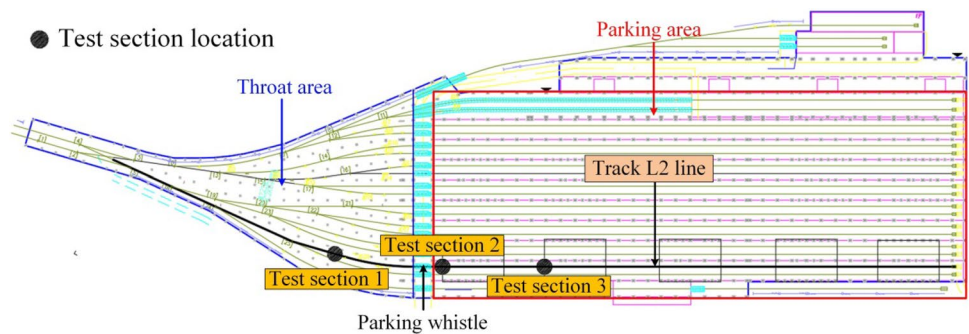 Test section location
Parking area
Throat area
Track L2 line
Test section 2
Test section 1
Test section 3
Parking whistle